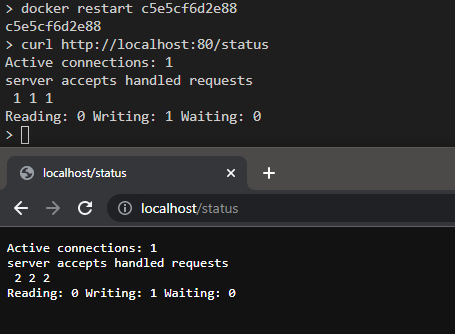 > docker restart c5e5cf6d2e88
c5e5cf6d2e88
> curl http://localhost:80/status
Active connections: 1
server accepts handled requests
 1 1 1
Reading: 0 Writing: 1 Waiting: 0
>
localhost/status
localhost/status
Active connections: 1
server accepts handled requests
 2 2 2
Reading: 0 Writing: 1 Waiting: 0